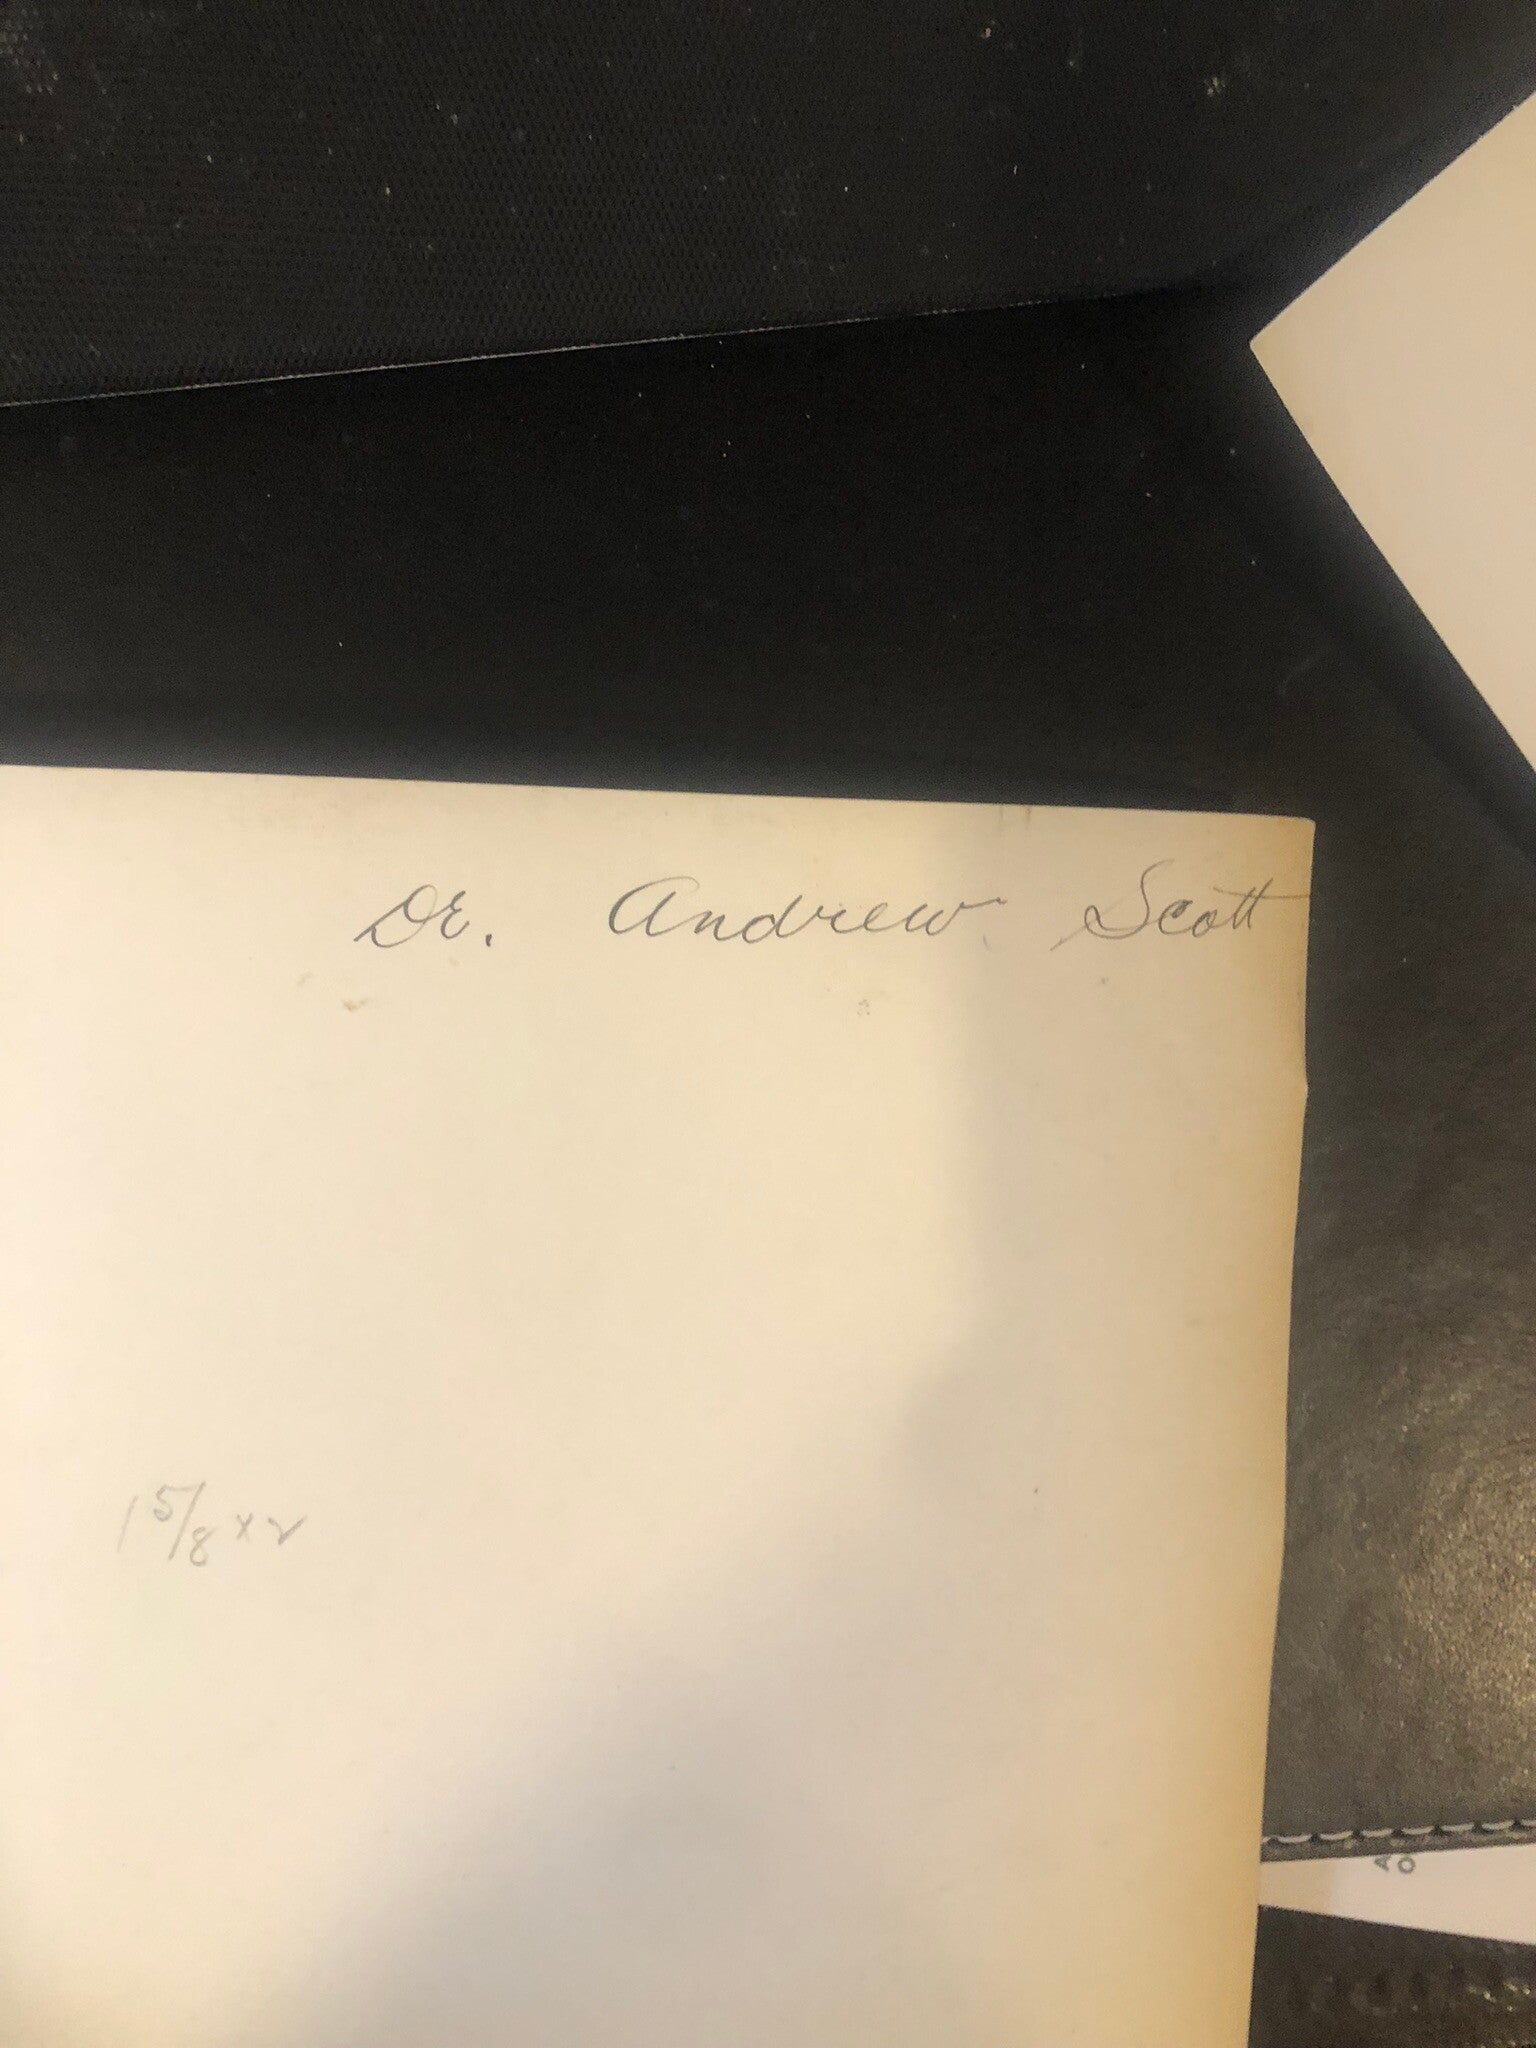 Dr. Andrew Scott
1 5/8 x 2